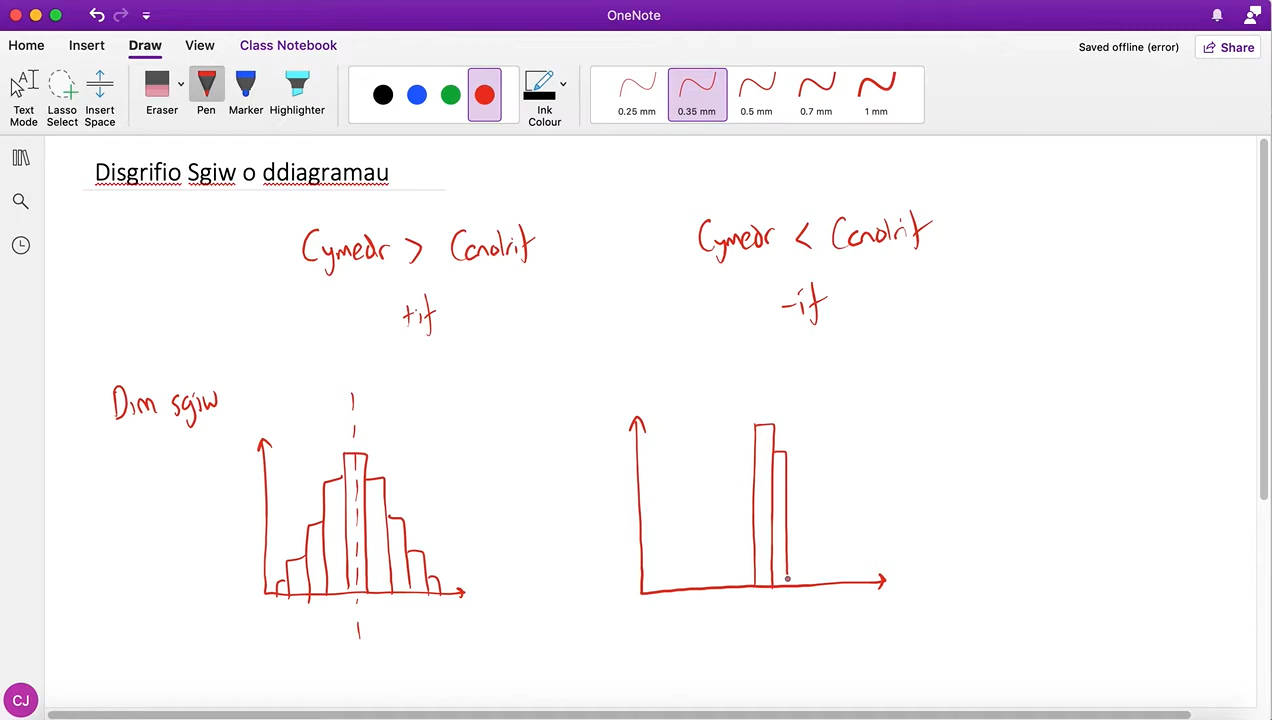 OneNote
Home Insert Draw View Class Notebook
Saved offline (error) Share
Text Mode
Lasso Select
Insert Space
Eraser
Pen
Marker
Highlighter
Ink Colour
0.25 mm 0.35 mm 0.5 mm 0.7 mm 1 mm
Disgrifio Sgiw o ddiagramau
Cymedr > Canolrif
Cymedr < Canolrif
+if
-if
Dim sgiw
CJ